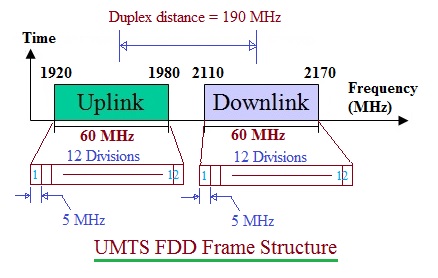 Duplex distance = 190 MHz
Time
1920 1980 2110 2170
Frequency
(MHz)
Uplink Downlink
60 MHz 60 MHz
12 Divisions 12 Divisions
1 12 1 12
5 MHz 5 MHz
UMTS FDD Frame Structure